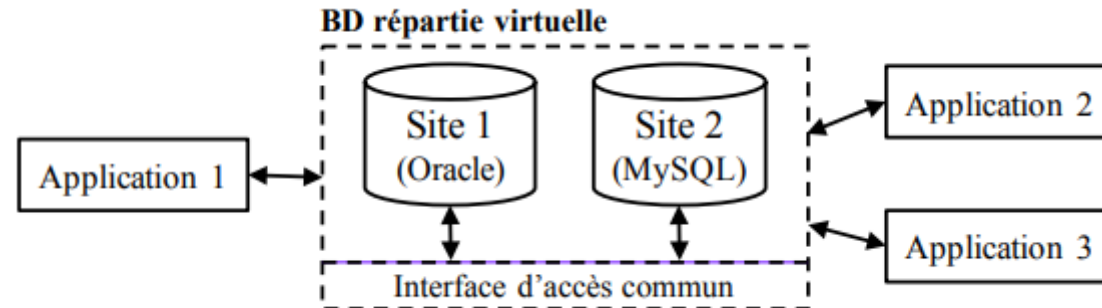 BD répartie virtuelle
Site 1
(Oracle)
Site 2
(MySQL)
Application 1
Application 2
Application 3
Interface d’accès commun